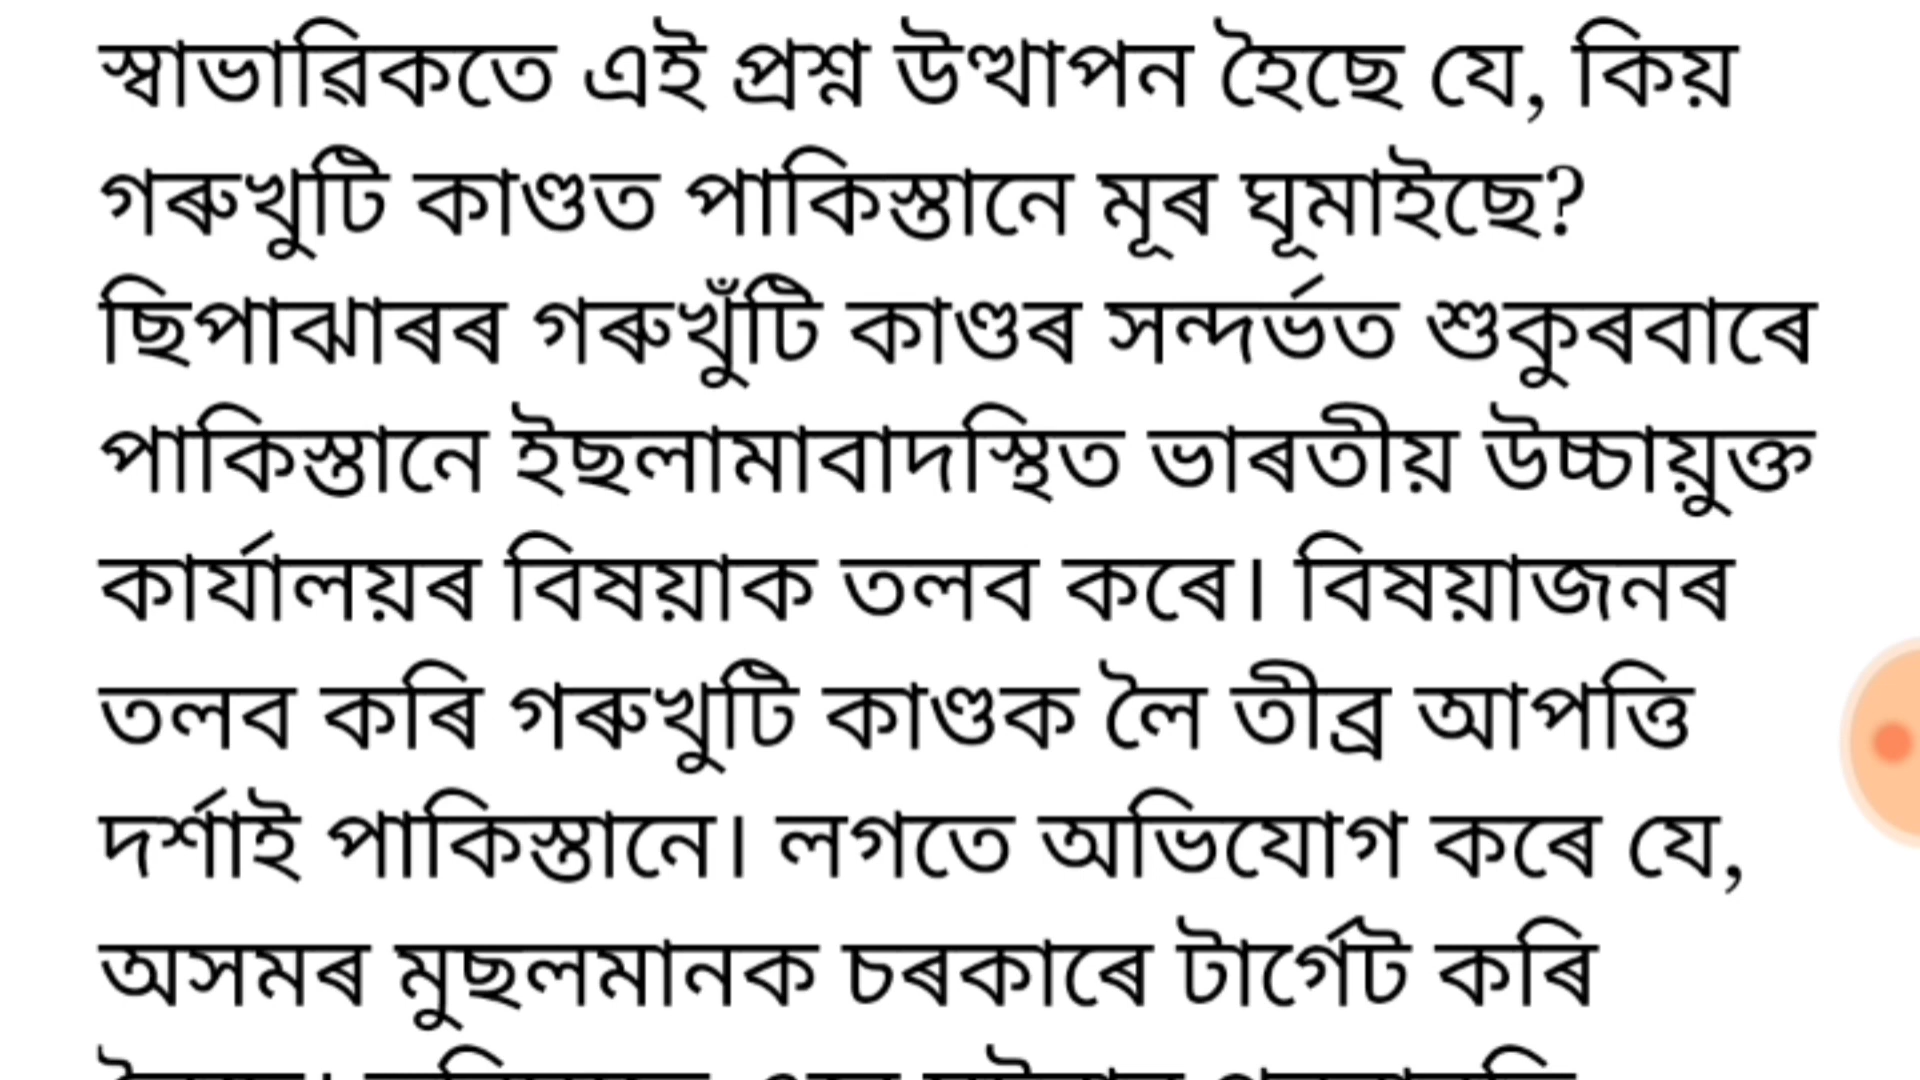 স্বাভাৱিকতে এই প্ৰশ্ন উত্থাপন হৈছে যে, কিয়
গৰুখুটি কাণ্ডত পাকিস্তানে মূৰ ঘূমাইছে?
ছিপাঝাৰৰ গৰুখুঁটি কাণ্ডৰ সন্দৰ্ভত শুকুৰবাৰে
পাকিস্তানে ইছলামাবাদস্থিত ভাৰতীয় উচ্চায়ুক্ত
কাৰ্যালয়ৰ বিষয়াক তলব কৰে। বিষয়াজনৰ
তলব কৰি গৰুখুটি কাণ্ডক লৈ তীব্ৰ আপত্তি
দৰ্শাই পাকিস্তানে। লগতে অভিযোগ কৰে যে,
অসমৰ মুছলমানক চৰকাৰে টাৰ্গেট কৰি